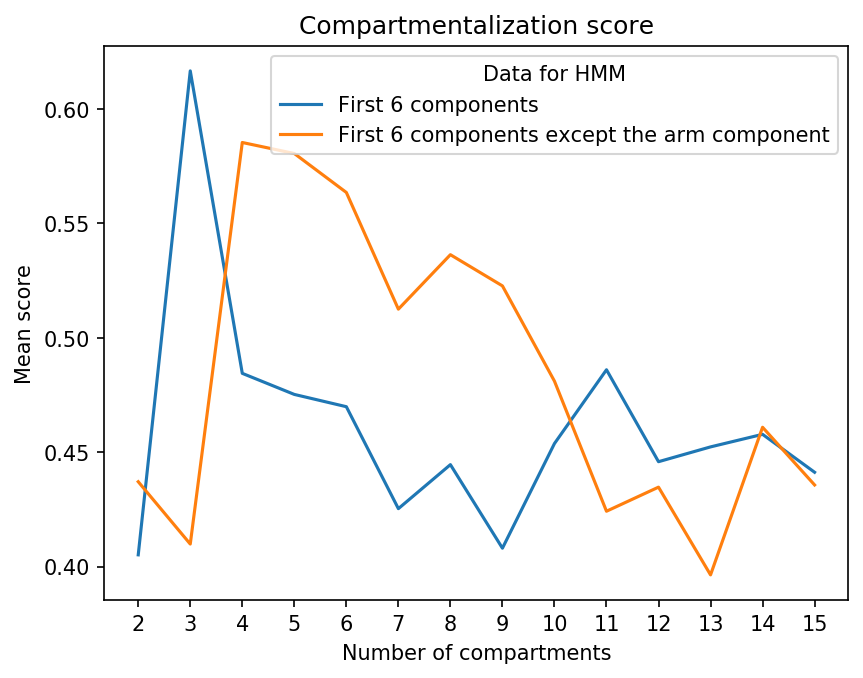 Compartmentalization score
Data for HMM
First 6 components
First 6 components except the arm component
Mean score
0.60
0.55
0.50
0.45
0.40
2 3 4 5 6 7 8 9 10 11 12 13 14 15
Number of compartments